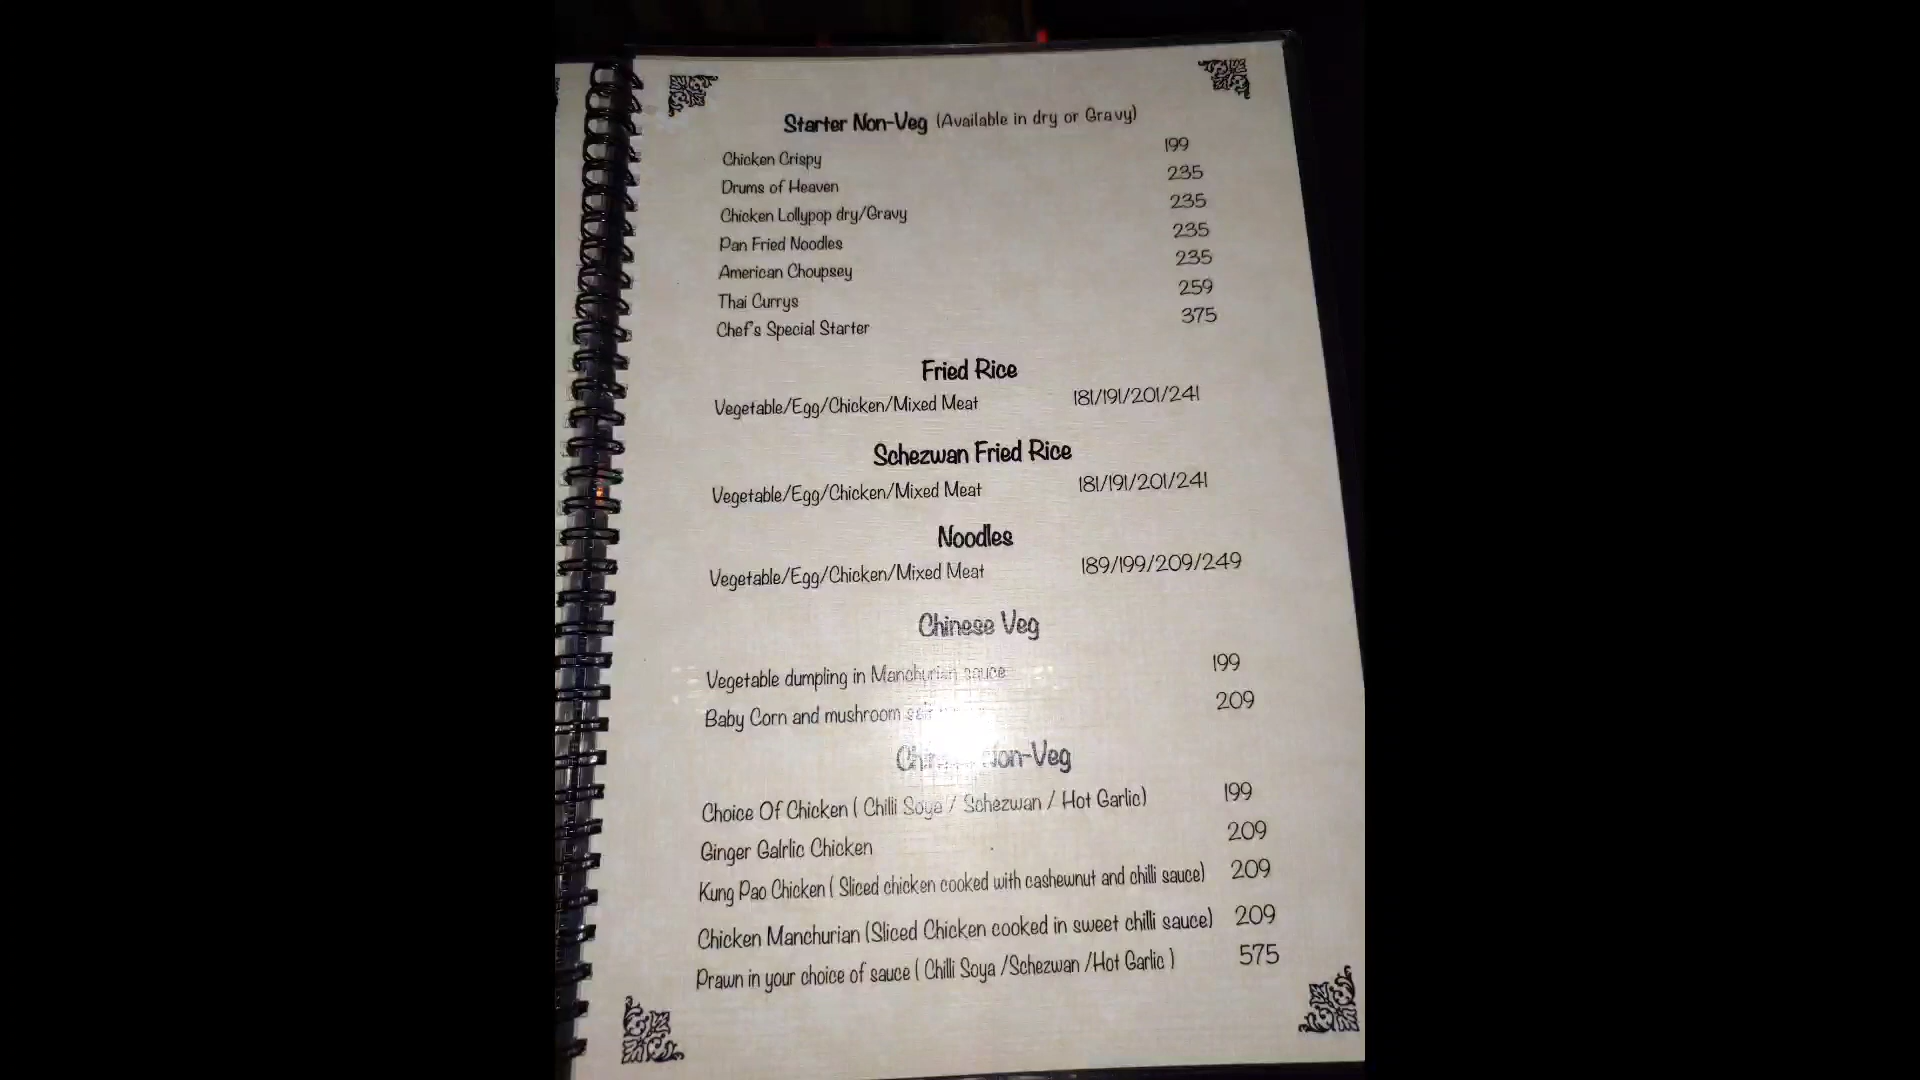 Starter Non-Veg (Available in dry or Gravy)
Chicken Crispy 199
Drums of Heaven 235
Chicken Lollypop dry/Gravy 235
Pan Fried Noodles 235
American Choupsey 235
Thai Currys 259
Chef's Special Starter 375
Fried Rice
Vegetable/Egg/Chicken/Mixed Meat 181/191/201/241
Schezwan Fried Rice
Vegetable/Egg/Chicken/Mixed Meat 181/191/201/241
Noodles
Vegetable/Egg/Chicken/Mixed Meat 189/199/209/249
Chinese Veg
Vegetable dumpling in Manchurian sauce 199
Baby Corn and mushroom 209
Non-Veg
Choice Of Chicken ( Chilli Soya / Schezwan / Hot Garlic) 199
Ginger Galrlic Chicken 209
Kung Pao Chicken ( Sliced chicken cooked with cashewnut and chilli sauce) 209
Chicken Manchurian (Sliced Chicken cooked in sweet chilli sauce) 209
Prawn in your choice of sauce ( Chilli Soya /Schezwan /Hot Garlic ) 575